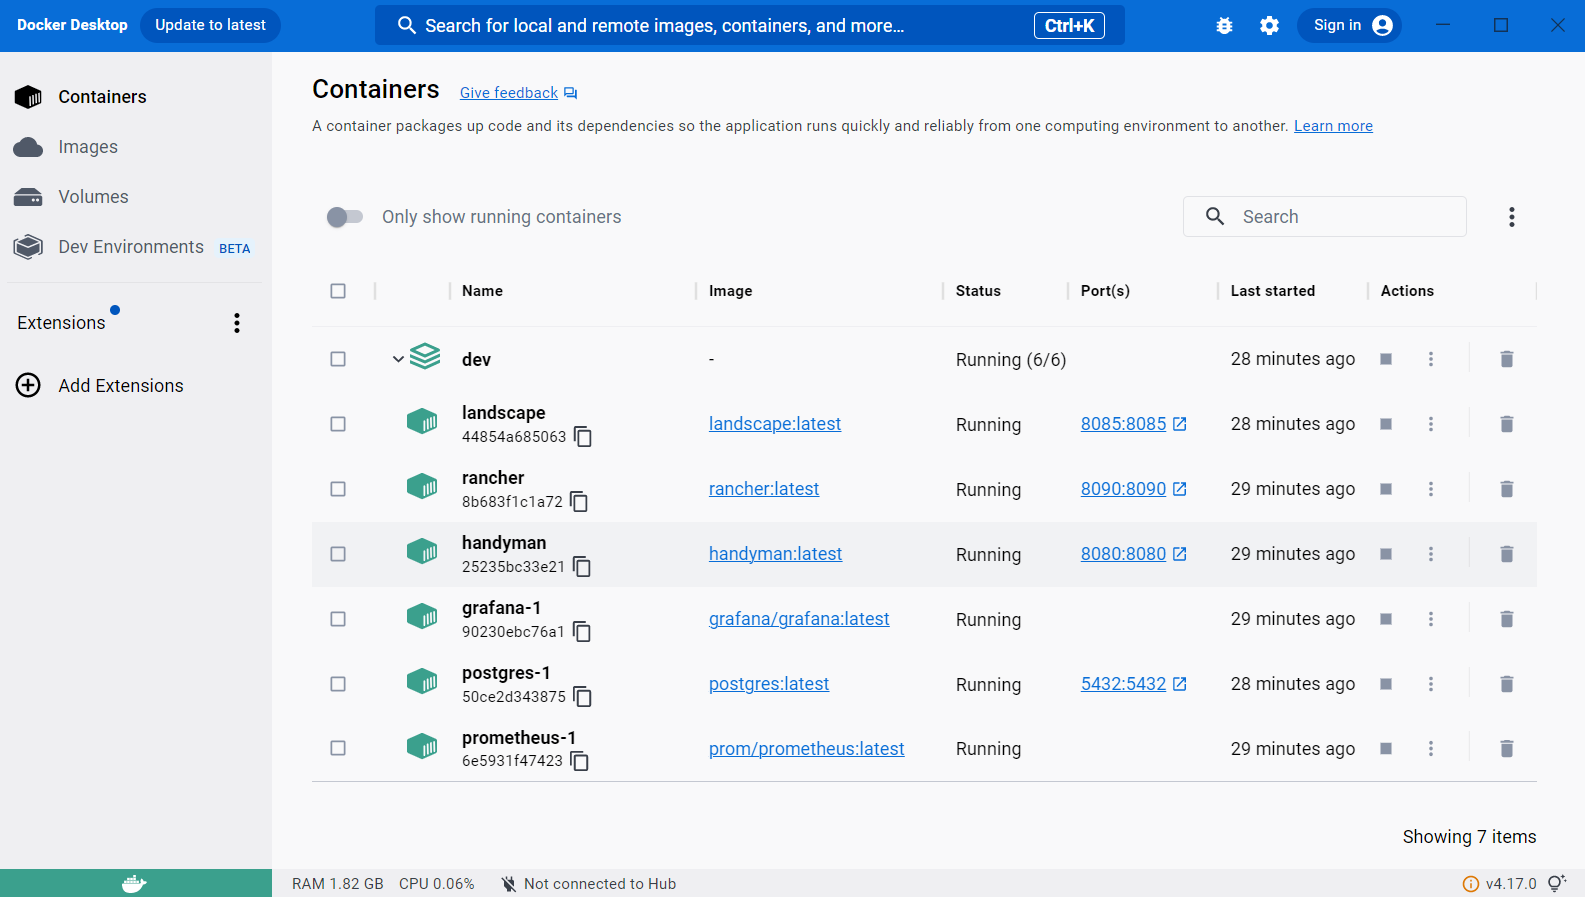 Docker Desktop
Update to latest
Search for local and remote images, containers, and more...
Ctrl+K
Sign in
Containers
Images
Volumes
Dev Environments BETA
Extensions
Add Extensions
Containers Give feedback
A container packages up code and its dependencies so the application runs quickly and reliably from one computing environment to another. Learn more
Only show running containers
Search
Name Image Status Port(s) Last started Actions
dev - Running (6/6) 28 minutes ago
landscape
44854a685063 landscape:latest Running 8085:8085 28 minutes ago
rancher
8b683f1c1a72 rancher:latest Running 8090:8090 29 minutes ago
handyman
25235bc33e21 handyman:latest Running 8080:8080 29 minutes ago
grafana-1
90230ebc76a1 grafana/grafana:latest Running 29 minutes ago
postgres-1
50ce2d343875 postgres:latest Running 5432:5432 28 minutes ago
prometheus-1
6e5931f47423 prom/prometheus:latest Running 29 minutes ago
Showing 7 items
RAM 1.82 GB CPU 0.06% Not connected to Hub
v4.17.0